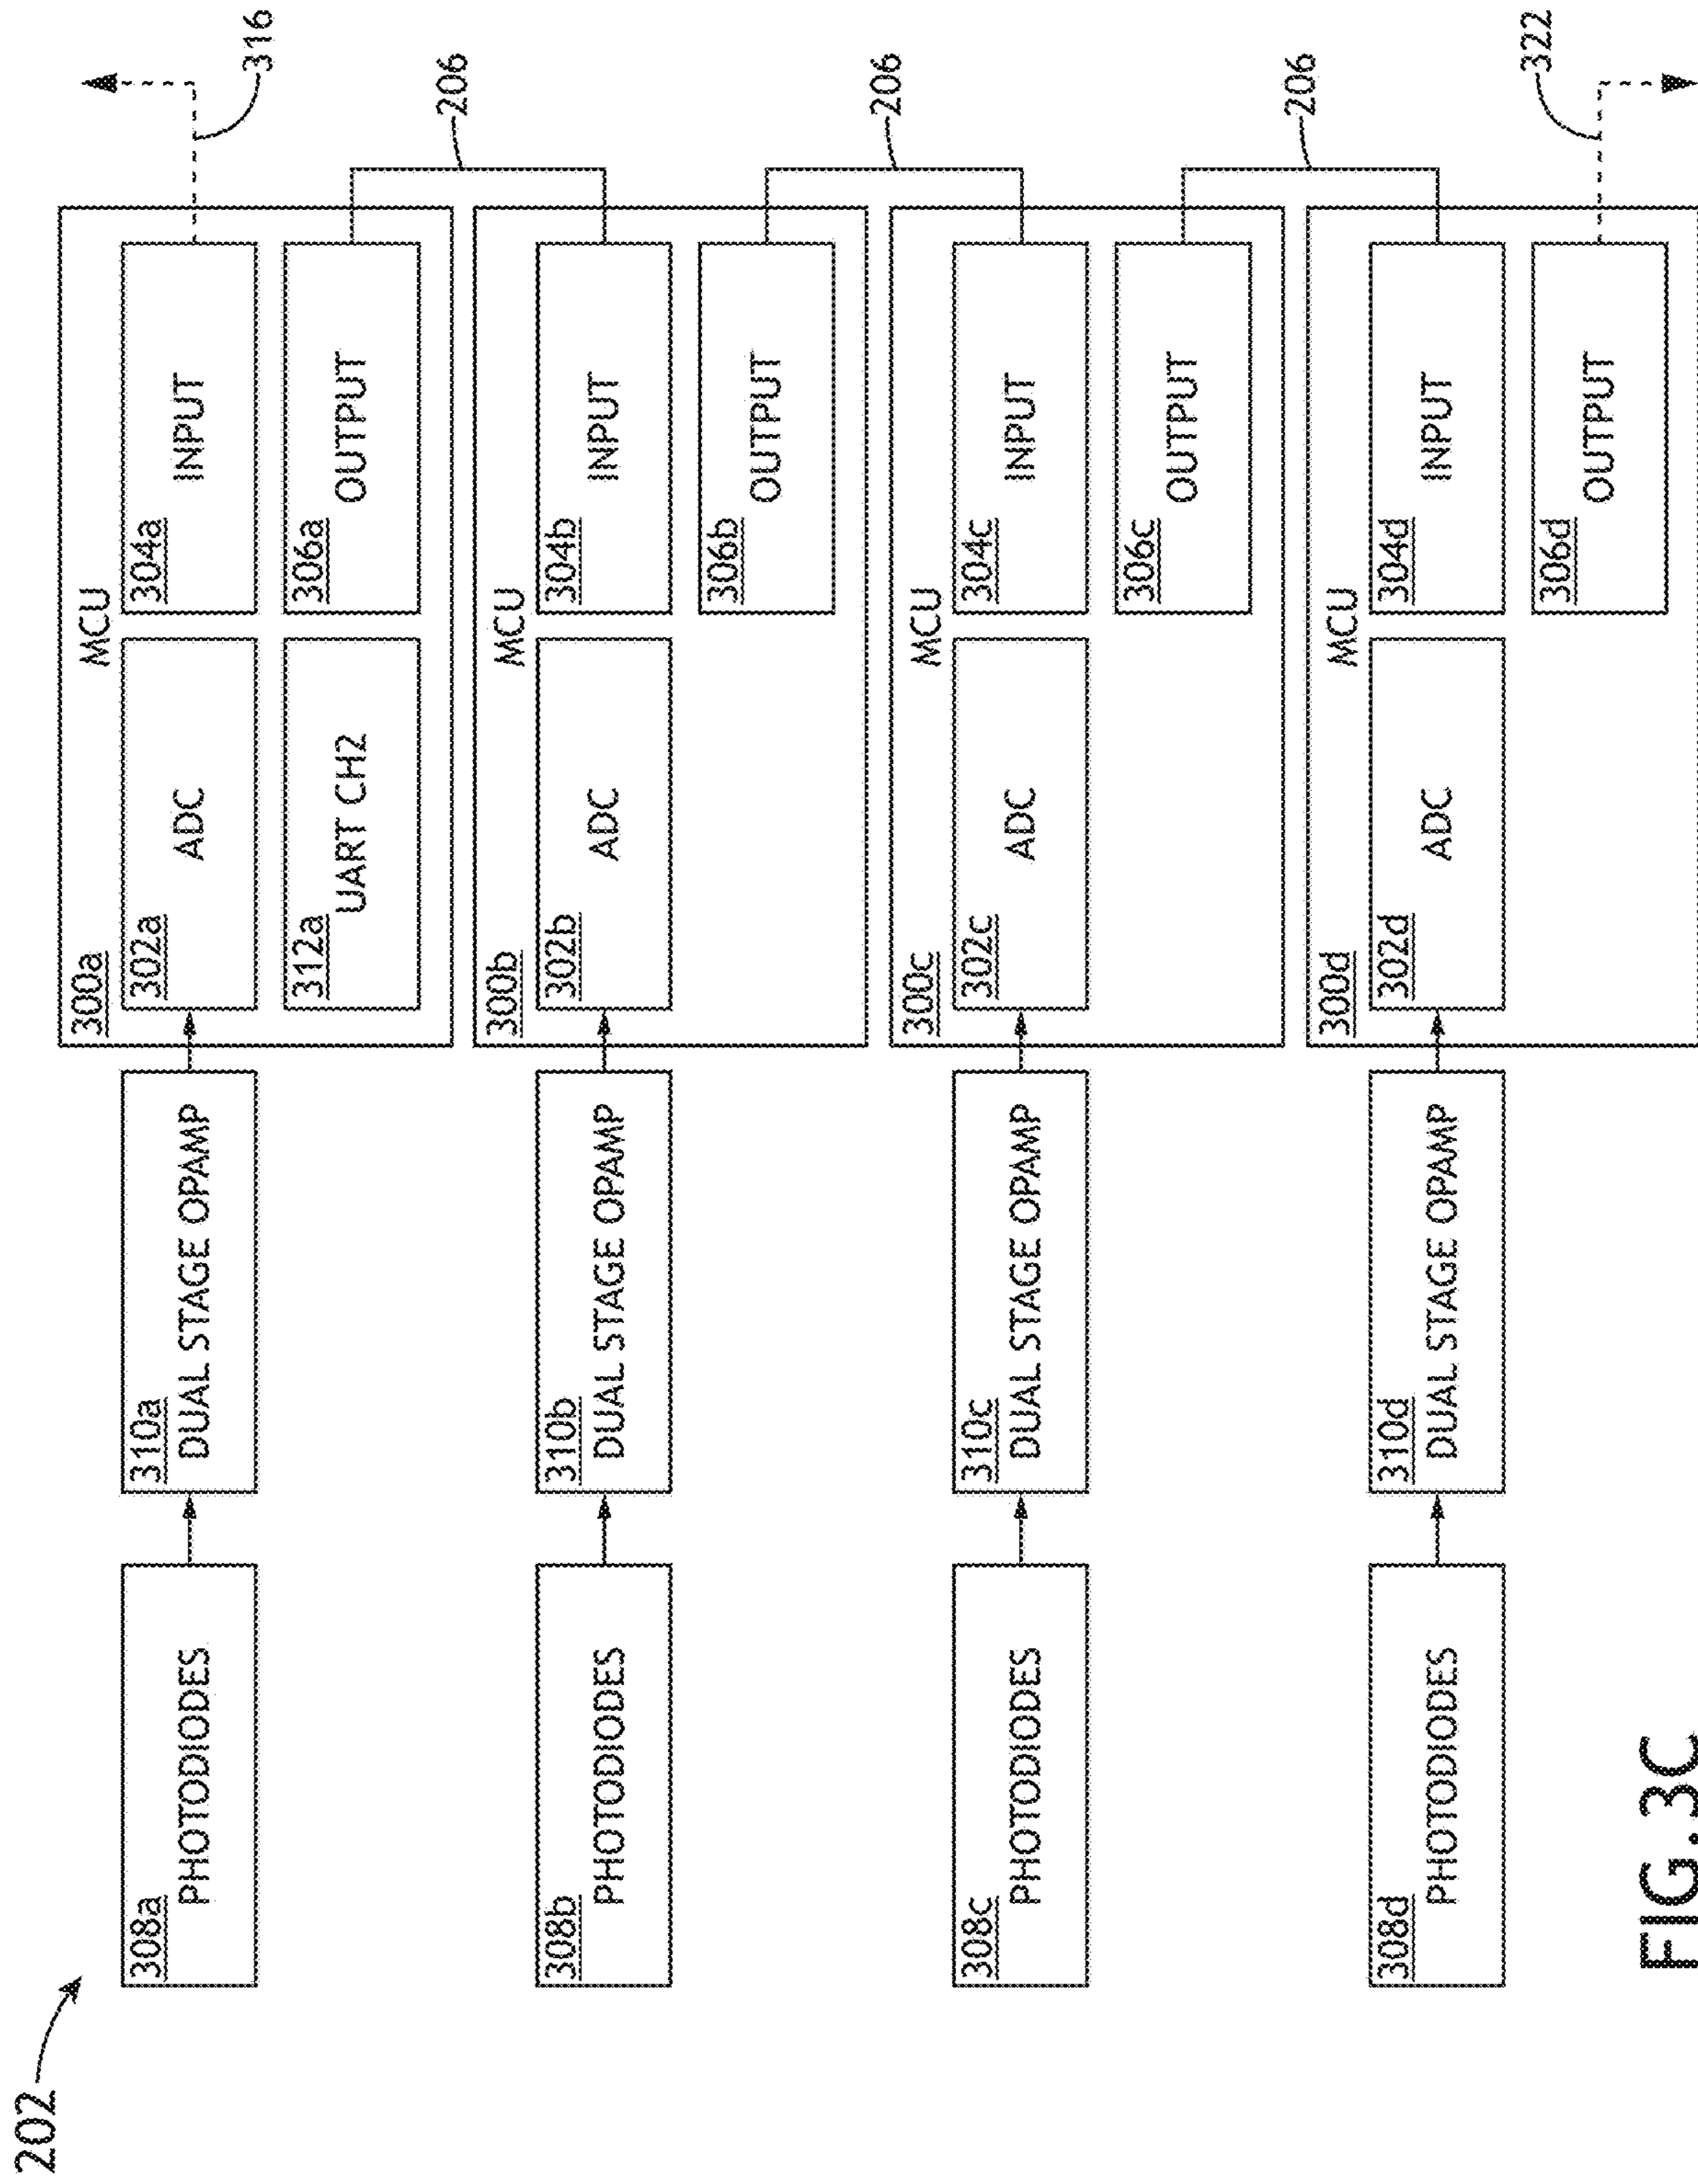 202
308a
PHOTODIODES
310a
DUAL STAGE OPAMP
300a
MCU
302a
ADC
304a
INPUT
312a
UART CH2
306a
OUTPUT
316
206
308b
PHOTODIODES
310b
DUAL STAGE OPAMP
300b
MCU
302b
ADC
304b
INPUT
306b
OUTPUT
206
308c
PHOTODIODES
310c
DUAL STAGE OPAMP
300c
MCU
302c
ADC
304c
INPUT
306c
OUTPUT
206
308d
PHOTODIODES
310d
DUAL STAGE OPAMP
300d
MCU
302d
ADC
304d
INPUT
306d
OUTPUT
322
FIG.3C